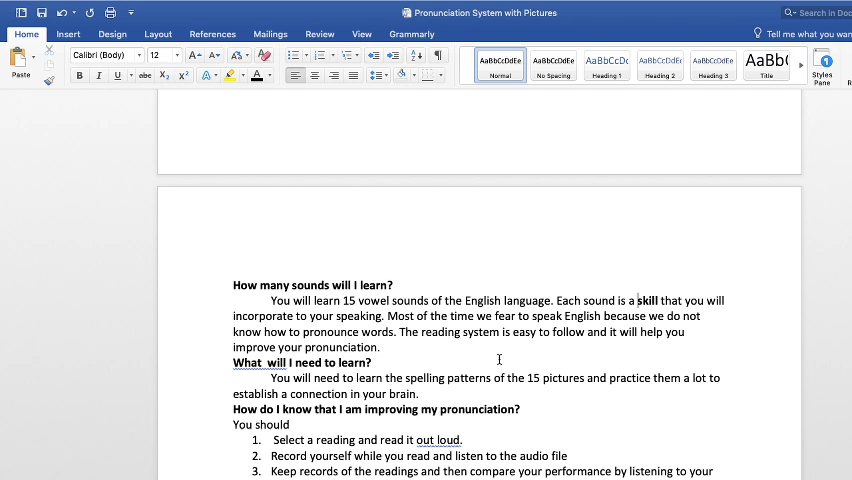 Pronunciation System with Pictures
Search in Doc
Home Insert Design Layout References Mailings Review View Grammarly
Tell me what you wan
Paste
Calibri (Body) 12
AaBbCcDdEe AaBbCcDdEe AaBbCcDc AaBbCcDdEe AaBbCcDdEe AaBbC
Normal No Spacing Heading 1 Heading 2 Heading 3 Title
Styles
Pane
How many sounds will I learn?
You will learn 15 vowel sounds of the English language. Each sound is a skill that you will
incorporate to your speaking. Most of the time we fear to speak English because we do not
know how to pronounce words. The reading system is easy to follow and it will help you
improve your pronunciation.
What will I need to learn?
You will need to learn the spelling patterns of the 15 pictures and practice them a lot to
establish a connection in your brain.
How do I know that I am improving my pronunciation?
You should
1. Select a reading and read it out loud.
2. Record yourself while you read and listen to the audio file
3. Keep records of the readings and then compare your performance by listening to your